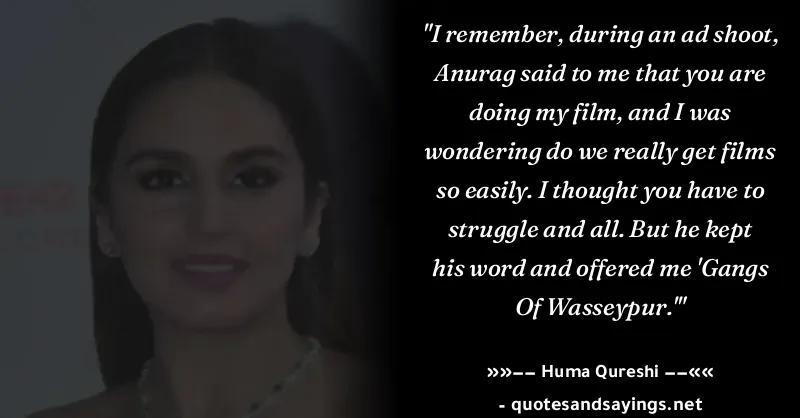 "I remember, during an ad shoot,
Anurag said to me that you are
doing my film, and I was
wondering do we really get films
so easily. I thought you have to
struggle and all. But he kept
his word and offered me 'Gangs
Of Wasseypur.'"
»»−− Huma Qureshi −−««
- quotesandsayings.net